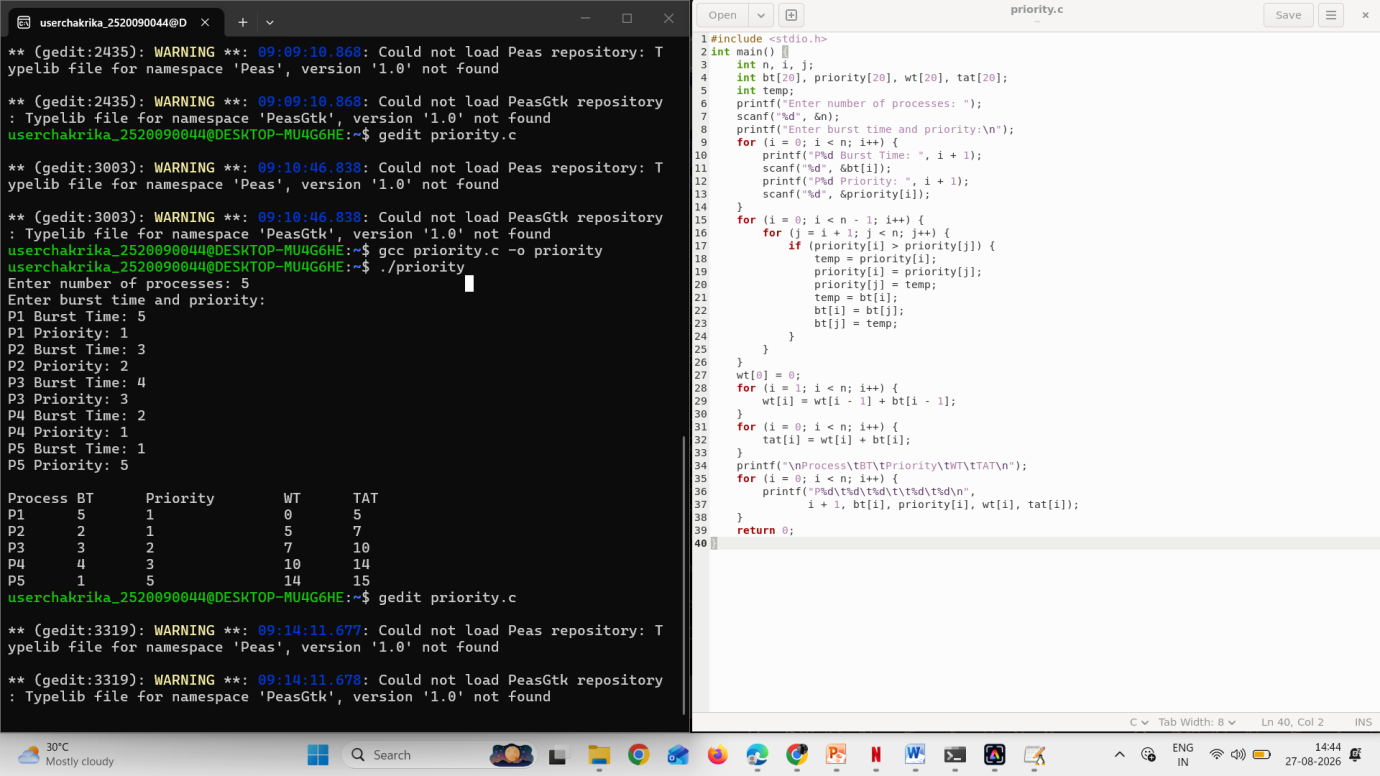 userchakrika_2520090044@D
** (gedit:2435): WARNING **: 09:09:10.868: Could not load Peas repository: T
ypelib file for namespace 'Peas', version '1.0' not found
** (gedit:2435): WARNING **: 09:09:10.868: Could not load PeasGtk repository
: Typelib file for namespace 'PeasGtk', version '1.0' not found
userchakrika_2520090044@DESKTOP-MU4G6HE:~$ gedit priority.c
** (gedit:3003): WARNING **: 09:10:46.838: Could not load Peas repository: T
ypelib file for namespace 'Peas', version '1.0' not found
** (gedit:3003): WARNING **: 09:10:46.838: Could not load PeasGtk repository
: Typelib file for namespace 'PeasGtk', version '1.0' not found
userchakrika_2520090044@DESKTOP-MU4G6HE:~$ gcc priority.c -o priority
userchakrika_2520090044@DESKTOP-MU4G6HE:~$ ./priority
Enter number of processes: 5
Enter burst time and priority:
P1 Burst Time: 5
P1 Priority: 1
P2 Burst Time: 3
P2 Priority: 2
P3 Burst Time: 4
P3 Priority: 3
P4 Burst Time: 2
P4 Priority: 1
P5 Burst Time: 1
P5 Priority: 5
Process BT Priority WT TAT
P1 5 1 0 5
P2 2 1 5 7
P3 3 2 7 10
P4 4 3 10 14
P5 1 5 14 15
userchakrika_2520090044@DESKTOP-MU4G6HE:~$ gedit priority.c
** (gedit:3319): WARNING **: 09:14:11.677: Could not load Peas repository: T
ypelib file for namespace 'Peas', version '1.0' not found
** (gedit:3319): WARNING **: 09:14:11.678: Could not load PeasGtk repository
: Typelib file for namespace 'PeasGtk', version '1.0' not found
Open
priority.c
~
Save
1 #include <stdio.h>
2 int main() {
3 int n, i, j;
4 int bt[20], priority[20], wt[20], tat[20];
5 int temp;
6 printf("Enter number of processes: ");
7 scanf("%d", &n);
8 printf("Enter burst time and priority:\n");
9 for (i = 0; i < n; i++) {
10 printf("P%d Burst Time: ", i + 1);
11 scanf("%d", &bt[i]);
12 printf("P%d Priority: ", i + 1);
13 scanf("%d", &priority[i]);
14 }
15 for (i = 0; i < n - 1; i++) {
16 for (j = i + 1; j < n; j++) {
17 if (priority[i] > priority[j]) {
18 temp = priority[i];
19 priority[i] = priority[j];
20 priority[j] = temp;
21 temp = bt[i];
22 bt[i] = bt[j];
23 bt[j] = temp;
24 }
25 }
26 }
27 wt[0] = 0;
28 for (i = 1; i < n; i++) {
29 wt[i] = wt[i - 1] + bt[i - 1];
30 }
31 for (i = 0; i < n; i++) {
32 tat[i] = wt[i] + bt[i];
33 }
34 printf("\nProcess\tBT\tPriority\tWT\tTAT\n");
35 for (i = 0; i < n; i++) {
36 printf("P%d\t%d\t%d\t\t%d\t%d\n",
37 i + 1, bt[i], priority[i], wt[i], tat[i]);
38 }
39 return 0;
40 }
C Tab Width: 8 Ln 40, Col 2 INS
30°C
Mostly cloudy
Search
ENG
IN
14:44
27-08-2026